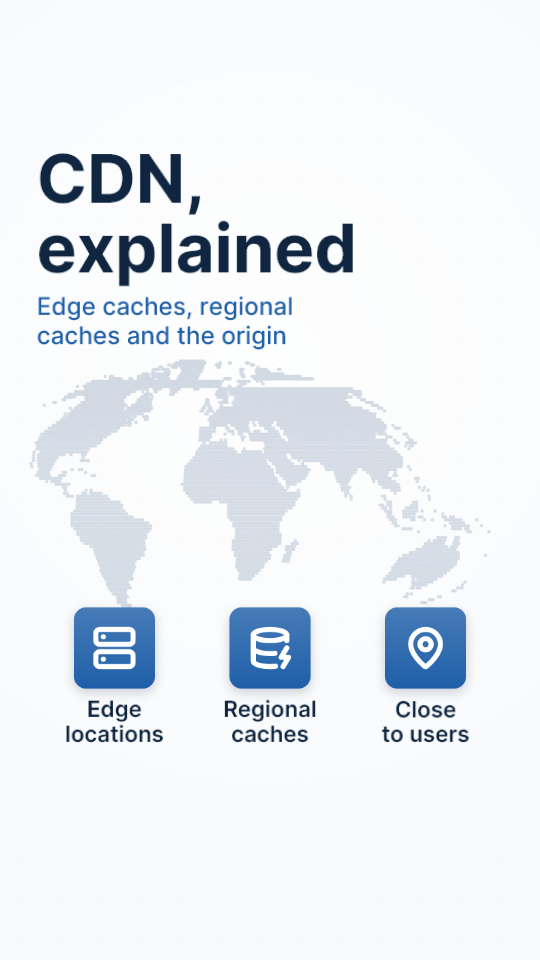 CDN,
explained
Edge caches, regional
caches and the origin
Edge
locations
Regional
caches
Close
to users